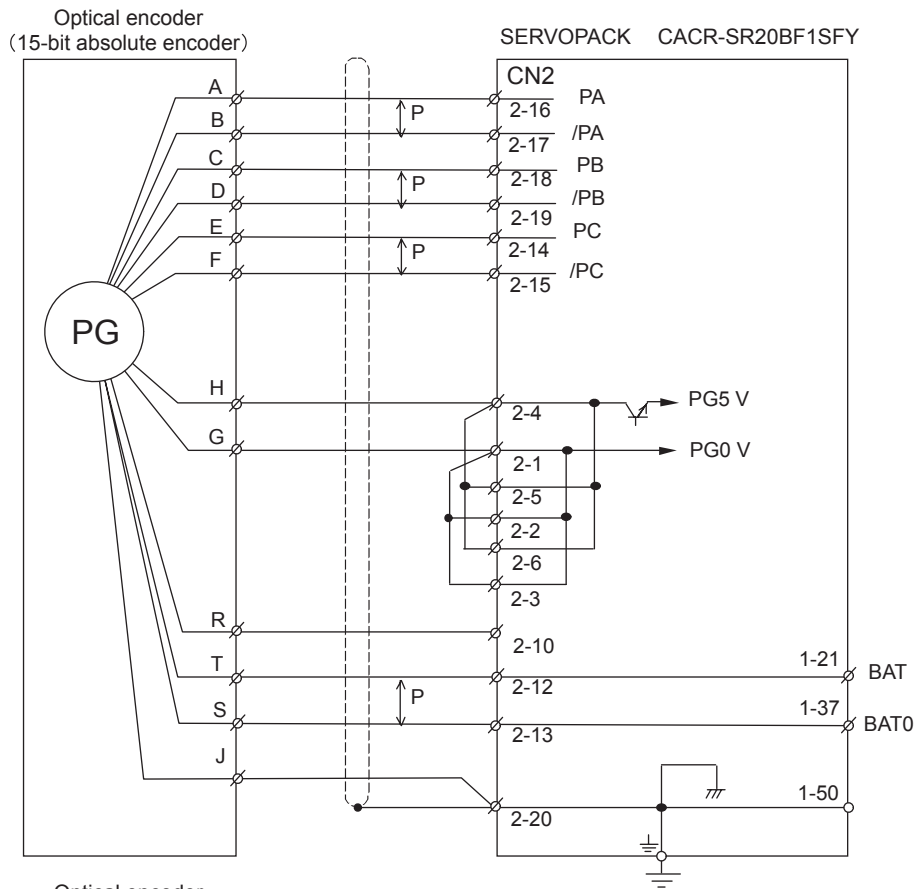 Optical encoder
（15-bit absolute encoder）
SERVOPACK CACR-SR20BF1SFY
CN2
A
2-16
PA
P
B
2-17
/PA
C
2-18
PB
P
D
2-19
/PB
E
2-14
PC
P
F
2-15
/PC
PG
H
2-4
PG5 V
G
2-1
PG0 V
2-5
2-2
2-6
2-3
R
2-10
T
2-12
1-21
BAT
P
S
2-13
1-37
BAT0
J
2-20
1-50
Optical encoder